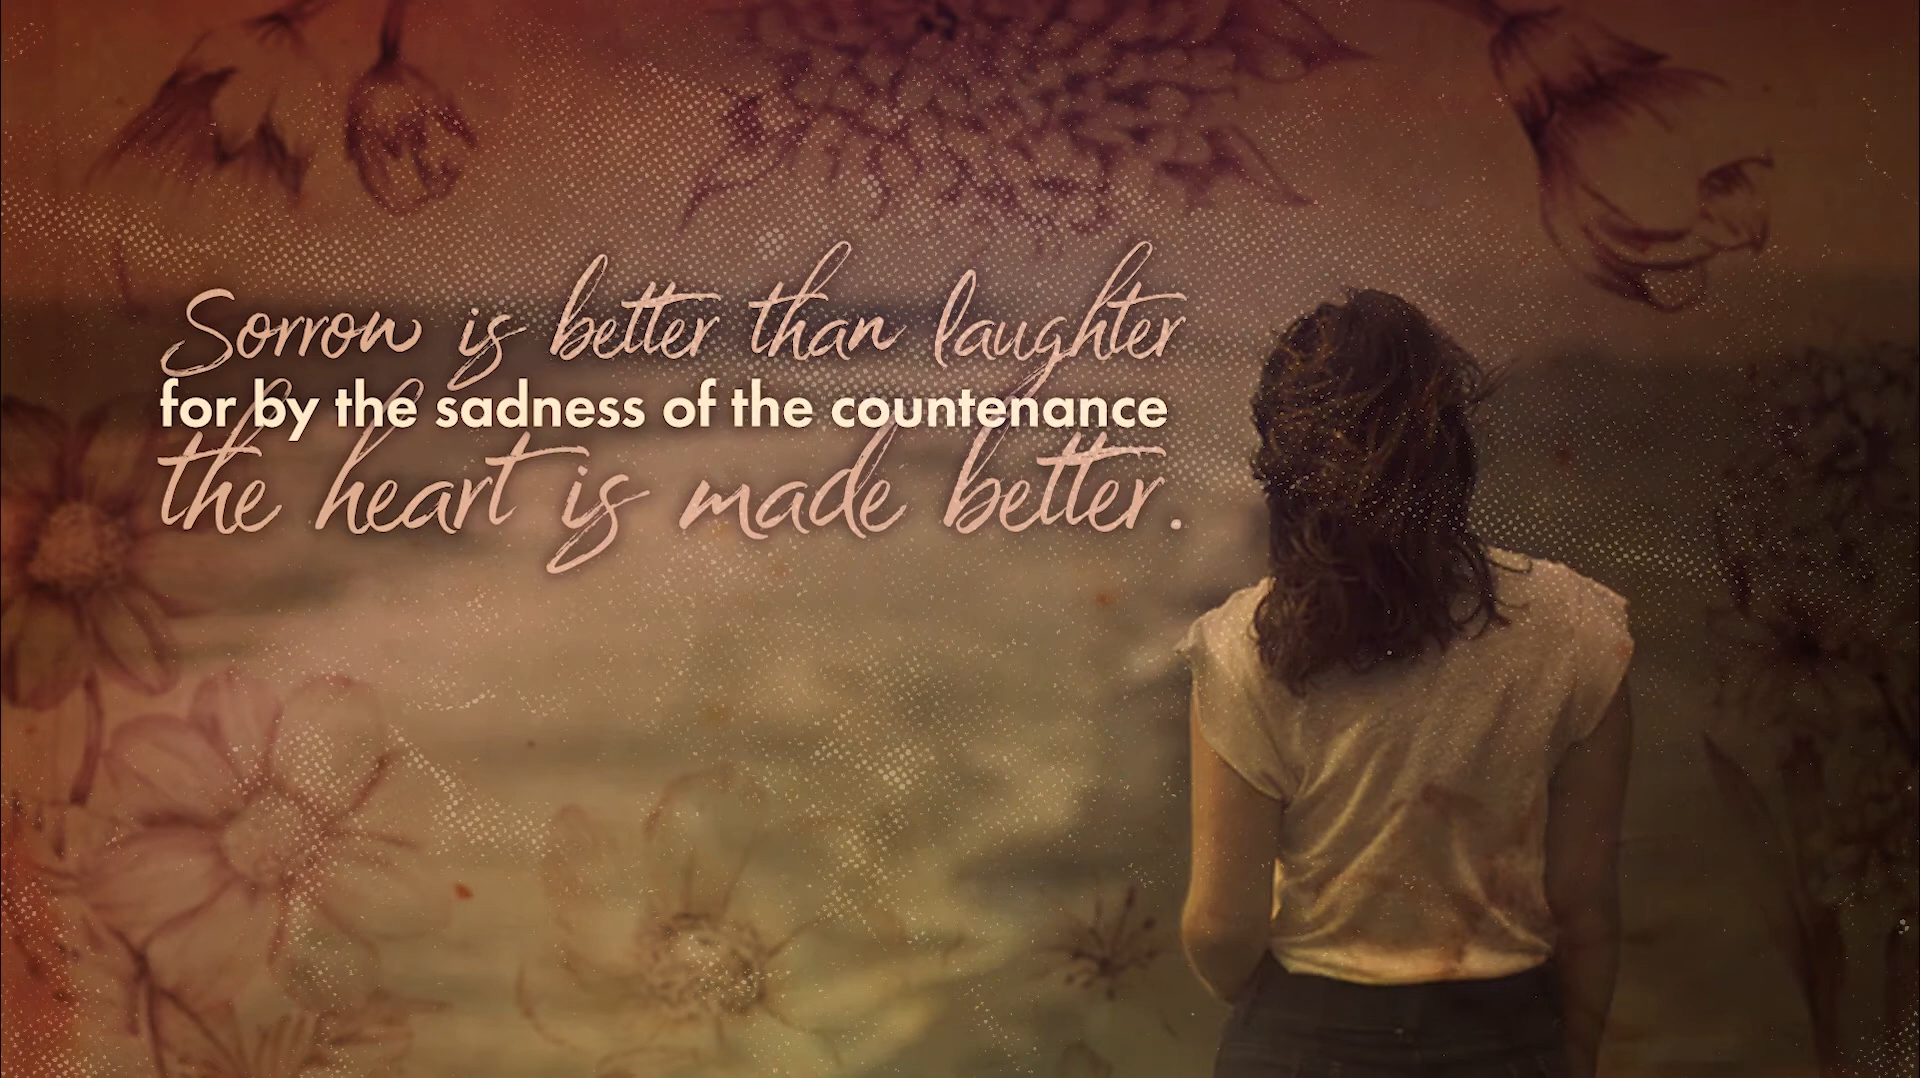 Sorrow is better than laughter
for by the sadness of the countenance
the heart is made better.